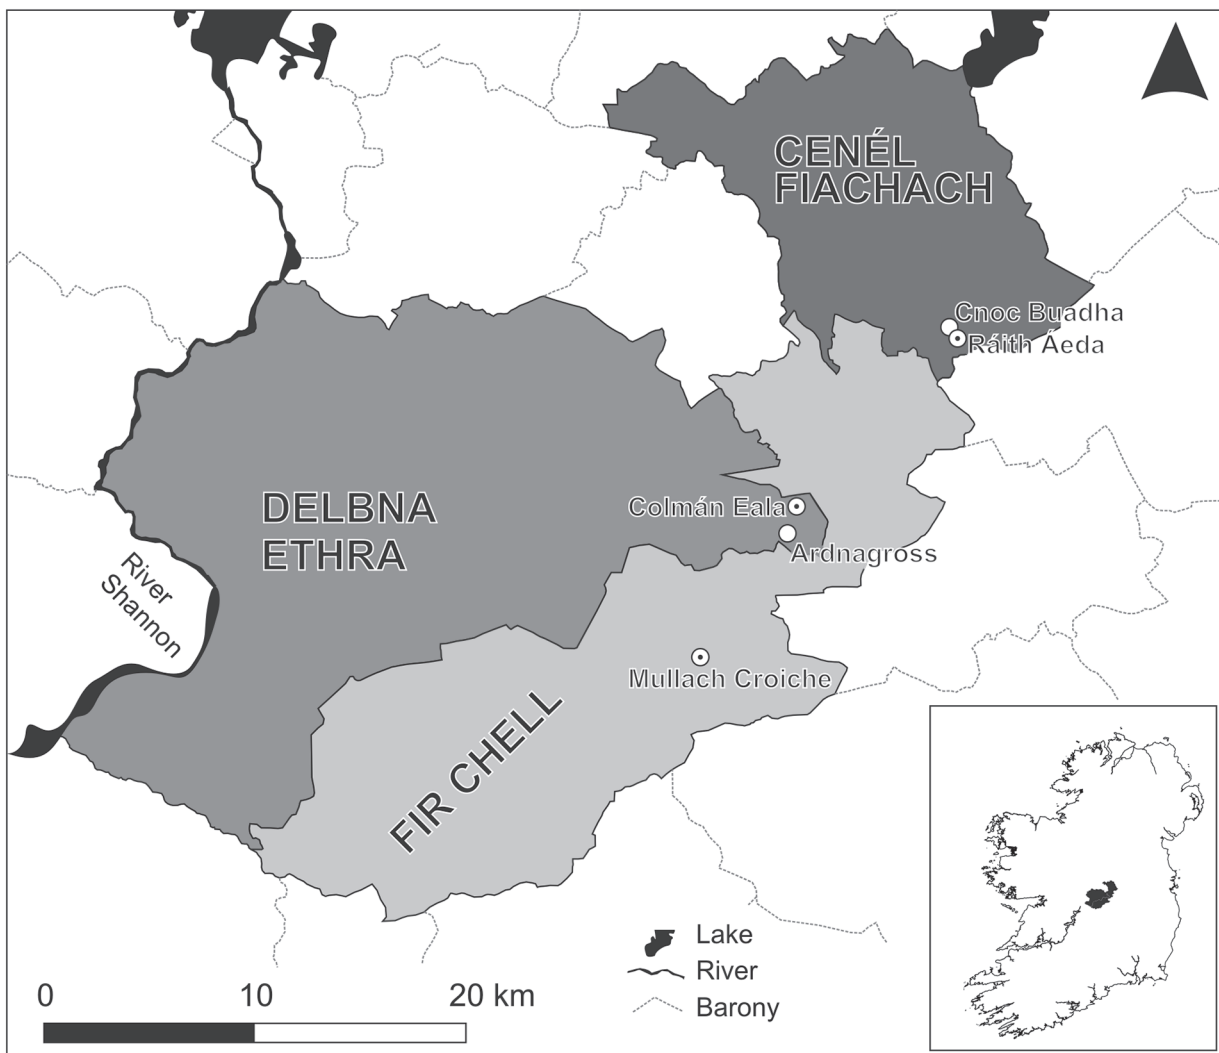 CENÉL
FIACHACH
Cnoc Buadha
Ráith Áeda
DELBNA
ETHRA
Colmán Eala
Ardnagross
River
Shannon
Mullach Croiche
FIR CHELL
Lake
River
Barony
0 10 20 km